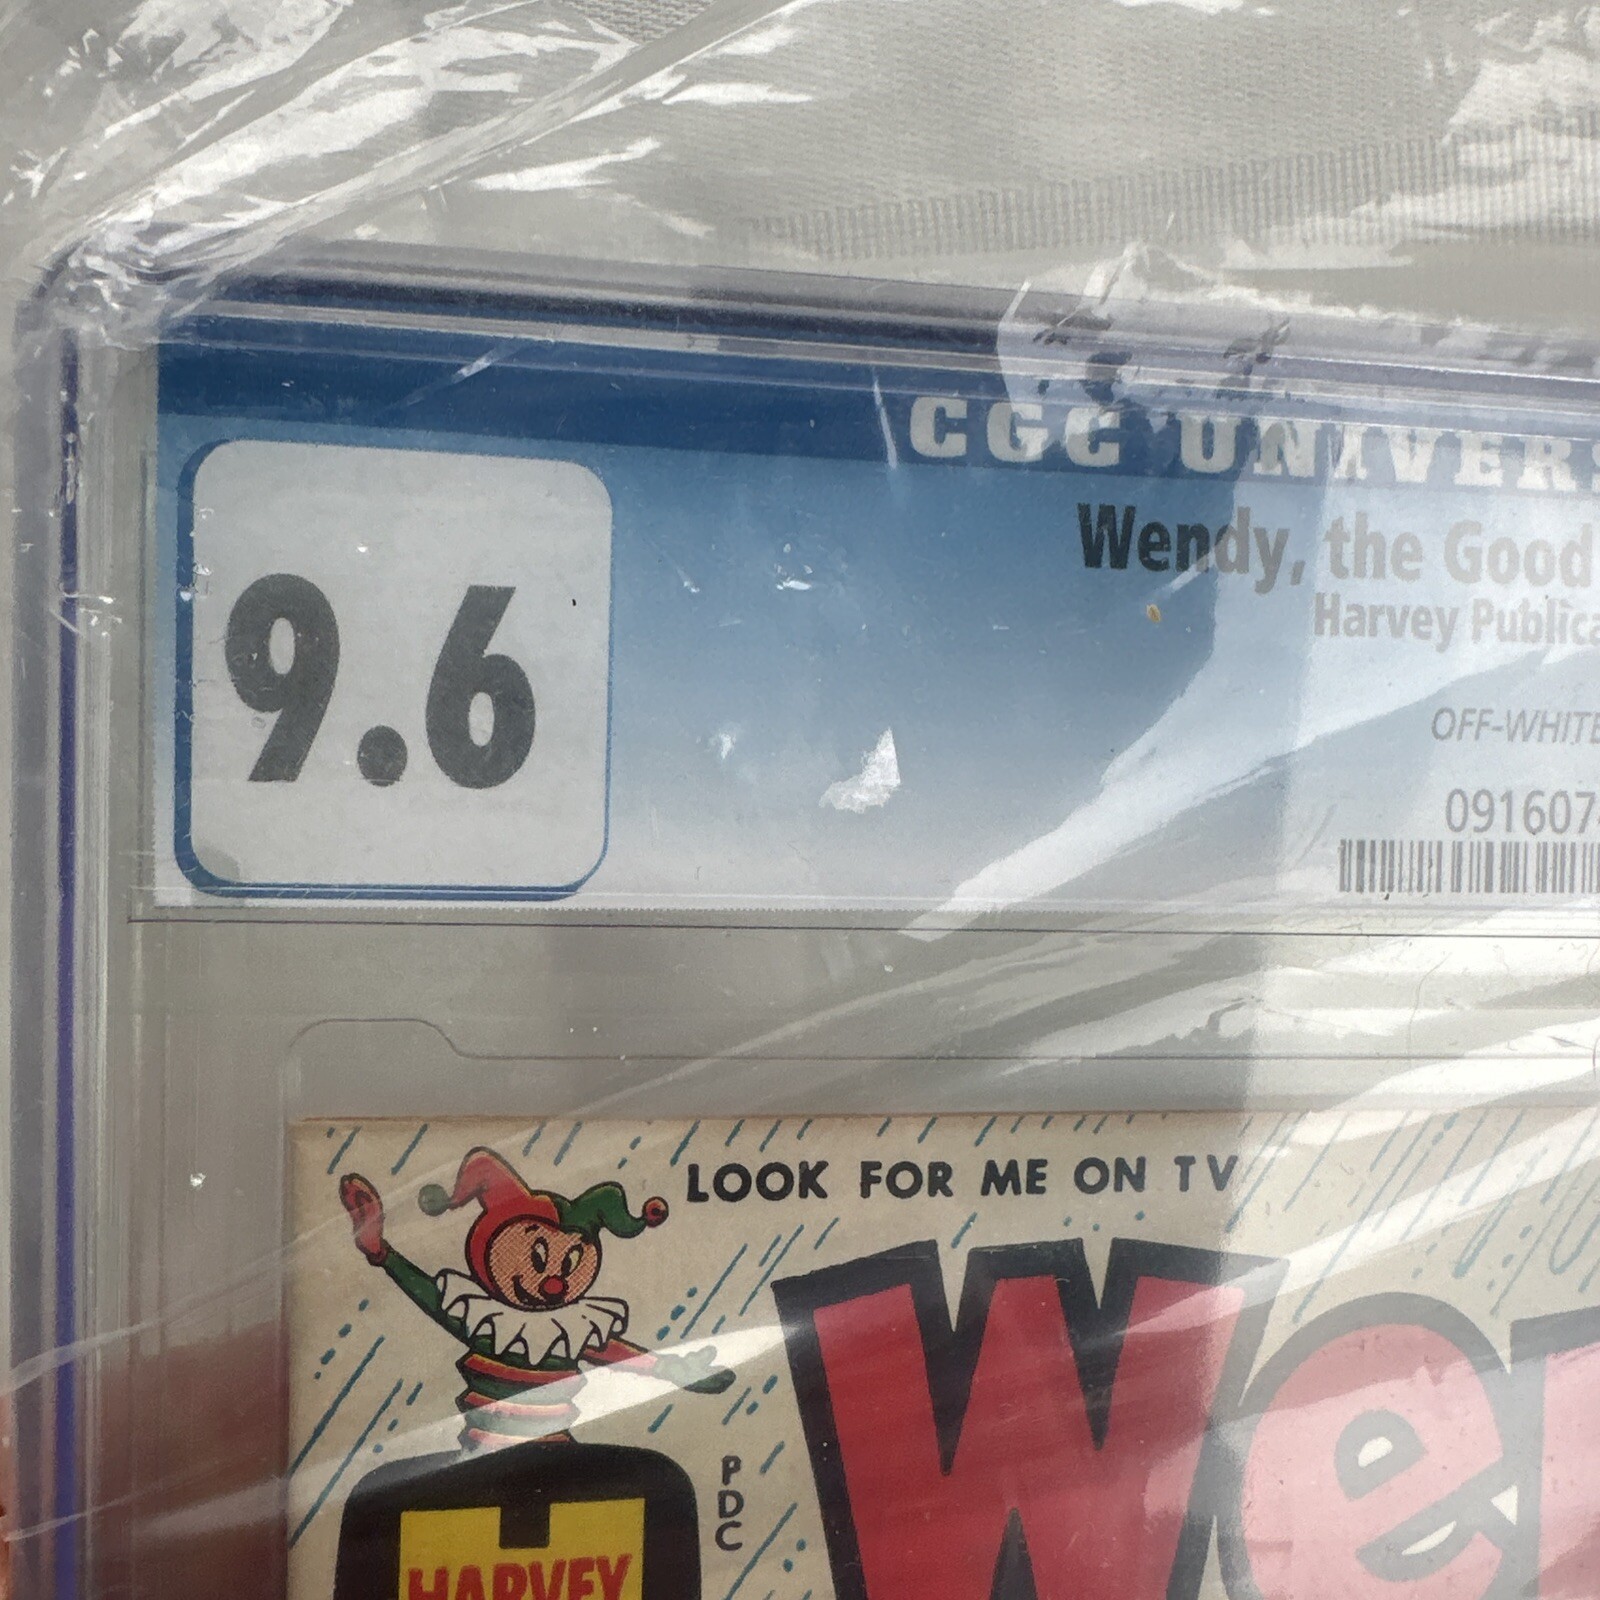 CGC UNIVERS
9.6
Wendy, the Good
Harvey Publica
OFF-WHITE
091607
LOOK FOR ME ON TV
We
PDC
HARVEY